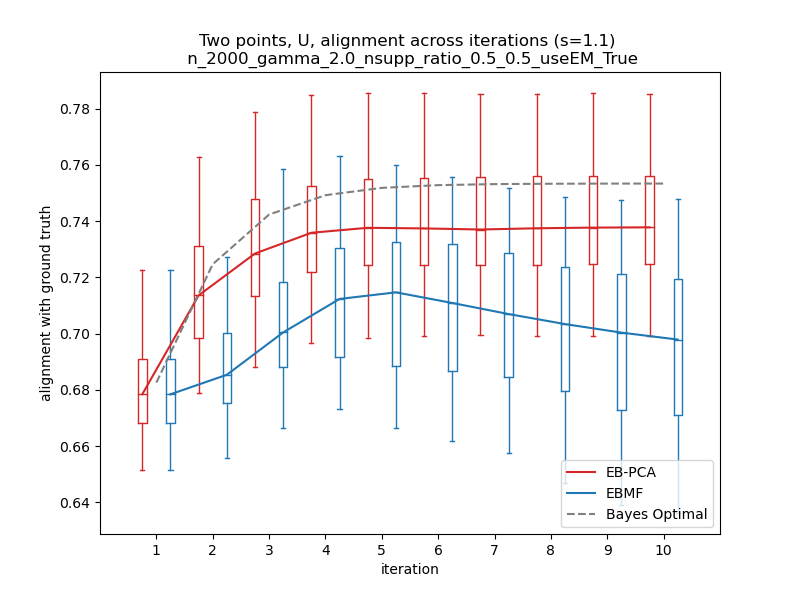 Two points, U, alignment across iterations (s=1.1)
n_2000_gamma_2.0_nsupp_ratio_0.5_0.5_useEM_True
alignment with ground truth
0.78
0.76
0.74
0.72
0.70
0.68
0.66
0.64
EB-PCA
EBMF
Bayes Optimal
1 2 3 4 5 6 7 8 9 10
iteration